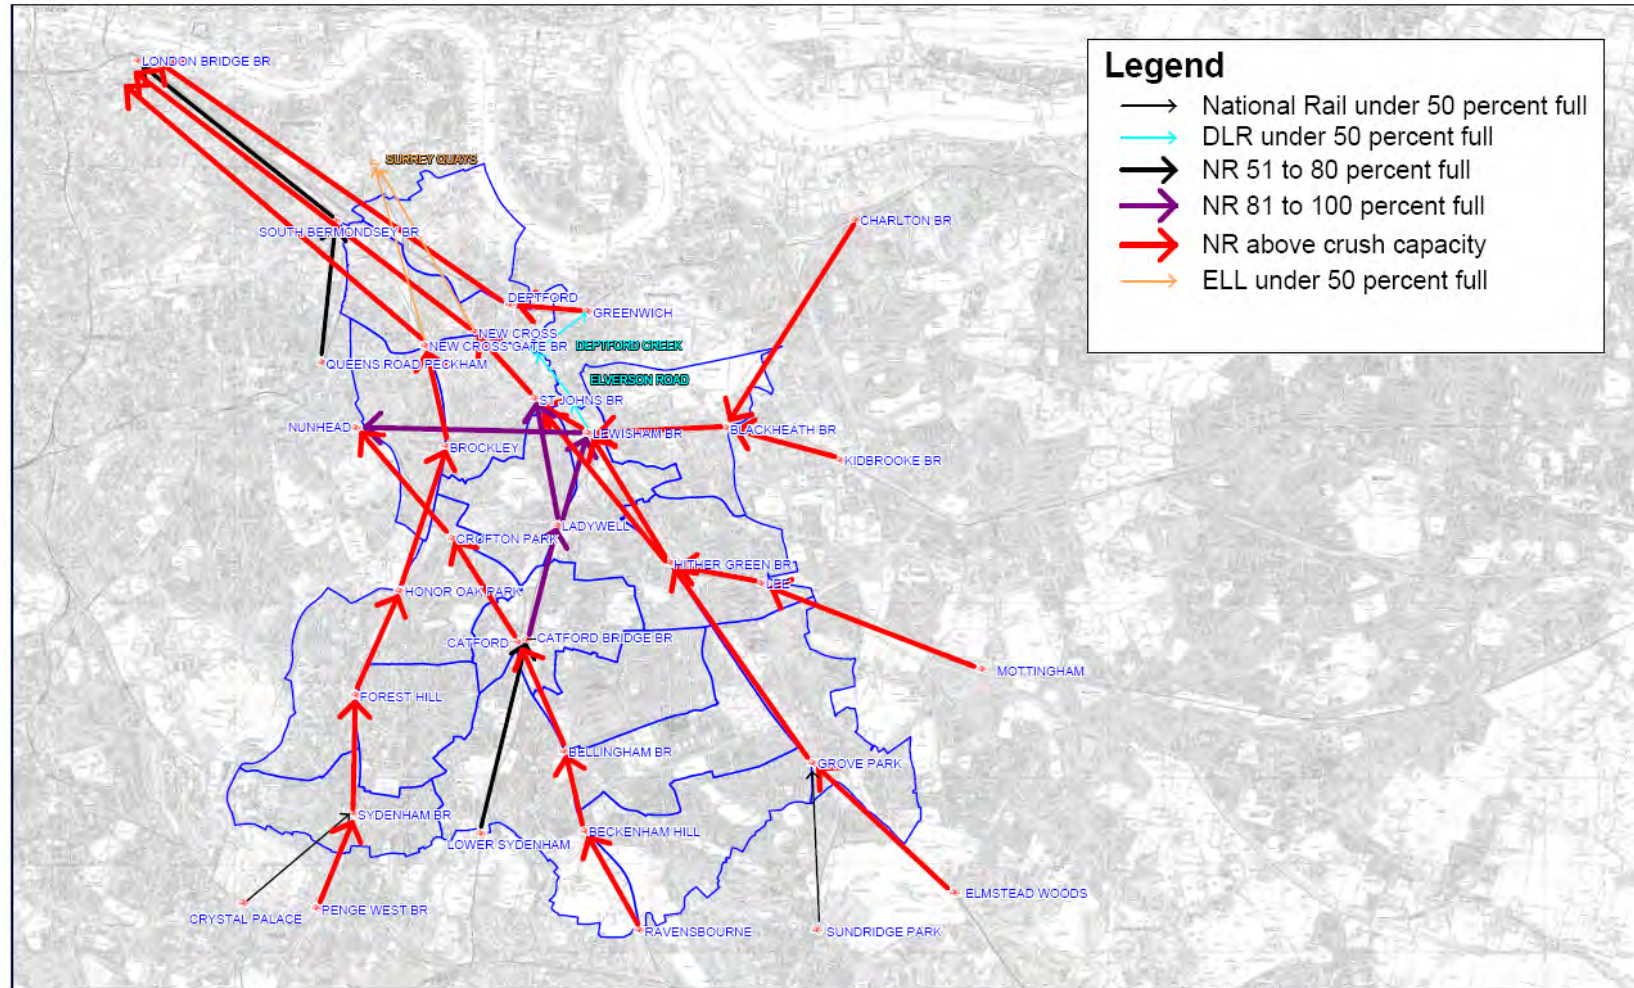 LONDON BRIDGE BR
Legend
National Rail under 50 percent full
DLR under 50 percent full
NR 51 to 80 percent full
NR 81 to 100 percent full
NR above crush capacity
ELL under 50 percent full
SURREY QUAYS
CHARLTON BR
SOUTH BERMONDSEY BR
DEPTFORD
GREENWICH
NEW CROSS
NEW CROSS GATE BR
DEPTFORD CREEK
QUEENS ROAD PECKHAM
ELVERSON ROAD
ST JOHNS BR
NUNHEAD
LEWISHAM BR
BLACKHEATH BR
BROCKLEY
KIDBROOKE BR
LADYWELL
CROFTON PARK
HITHER GREEN BR
LEE
HONOR OAK PARK
CATFORD
CATFORD BRIDGE BR
MOTTINGHAM
FOREST HILL
BELLINGHAM BR
GROVE PARK
SYDENHAM BR
BECKENHAM HILL
LOWER SYDENHAM
ELMSTEAD WOODS
CRYSTAL PALACE
PENGE WEST BR
RAVENSBOURNE
SUNDRIDGE PARK